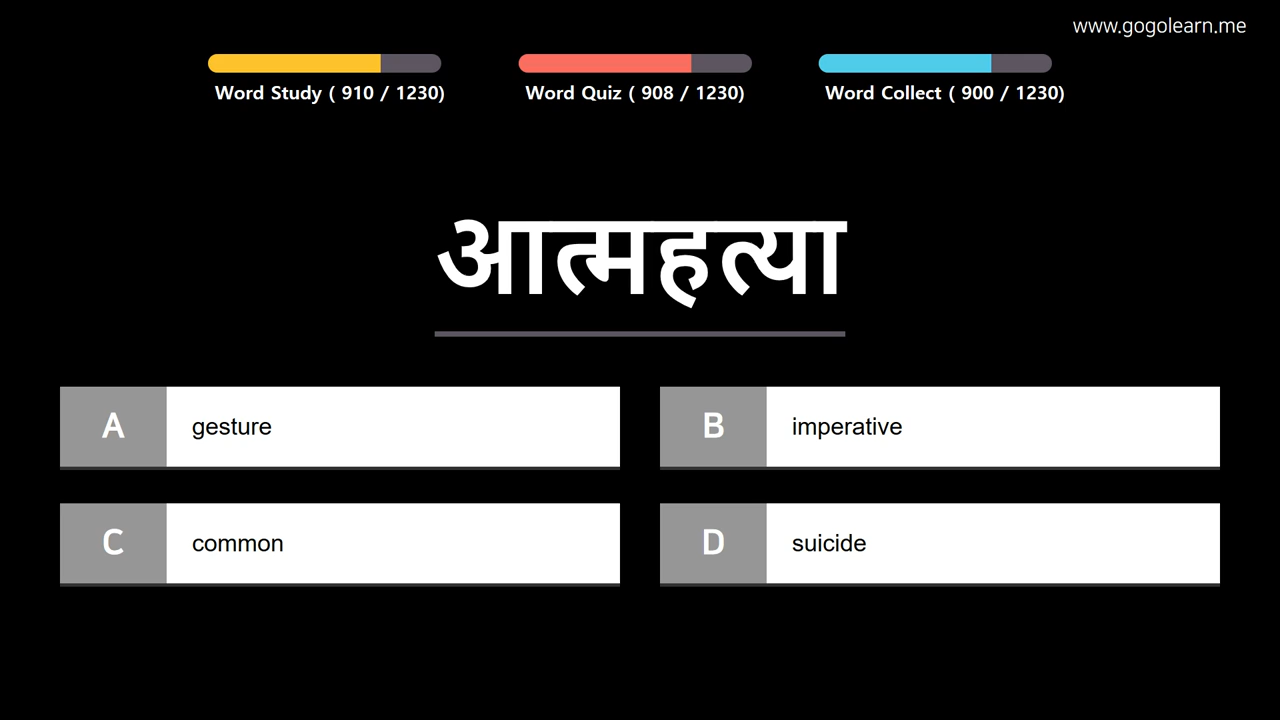 www.gogolearn.me
Word Study ( 910 / 1230)
Word Quiz ( 908 / 1230)
Word Collect ( 900 / 1230)
आत्महत्या
A gesture
B imperative
C common
D suicide